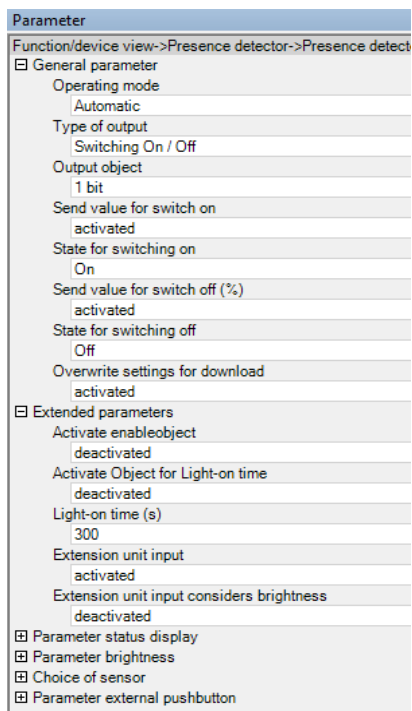 Parameter
Function/device view->Presence detector->Presence detect
General parameter
Operating mode
Automatic
Type of output
Switching On / Off
Output object
1 bit
Send value for switch on
activated
State for switching on
On
Send value for switch off (%)
activated
State for switching off
Off
Overwrite settings for download
activated
Extended parameters
Activate enableobject
deactivated
Activate Object for Light-on time
deactivated
Light-on time (s)
300
Extension unit input
activated
Extension unit input considers brightness
deactivated
Parameter status display
Parameter brightness
Choice of sensor
Parameter external pushbutton